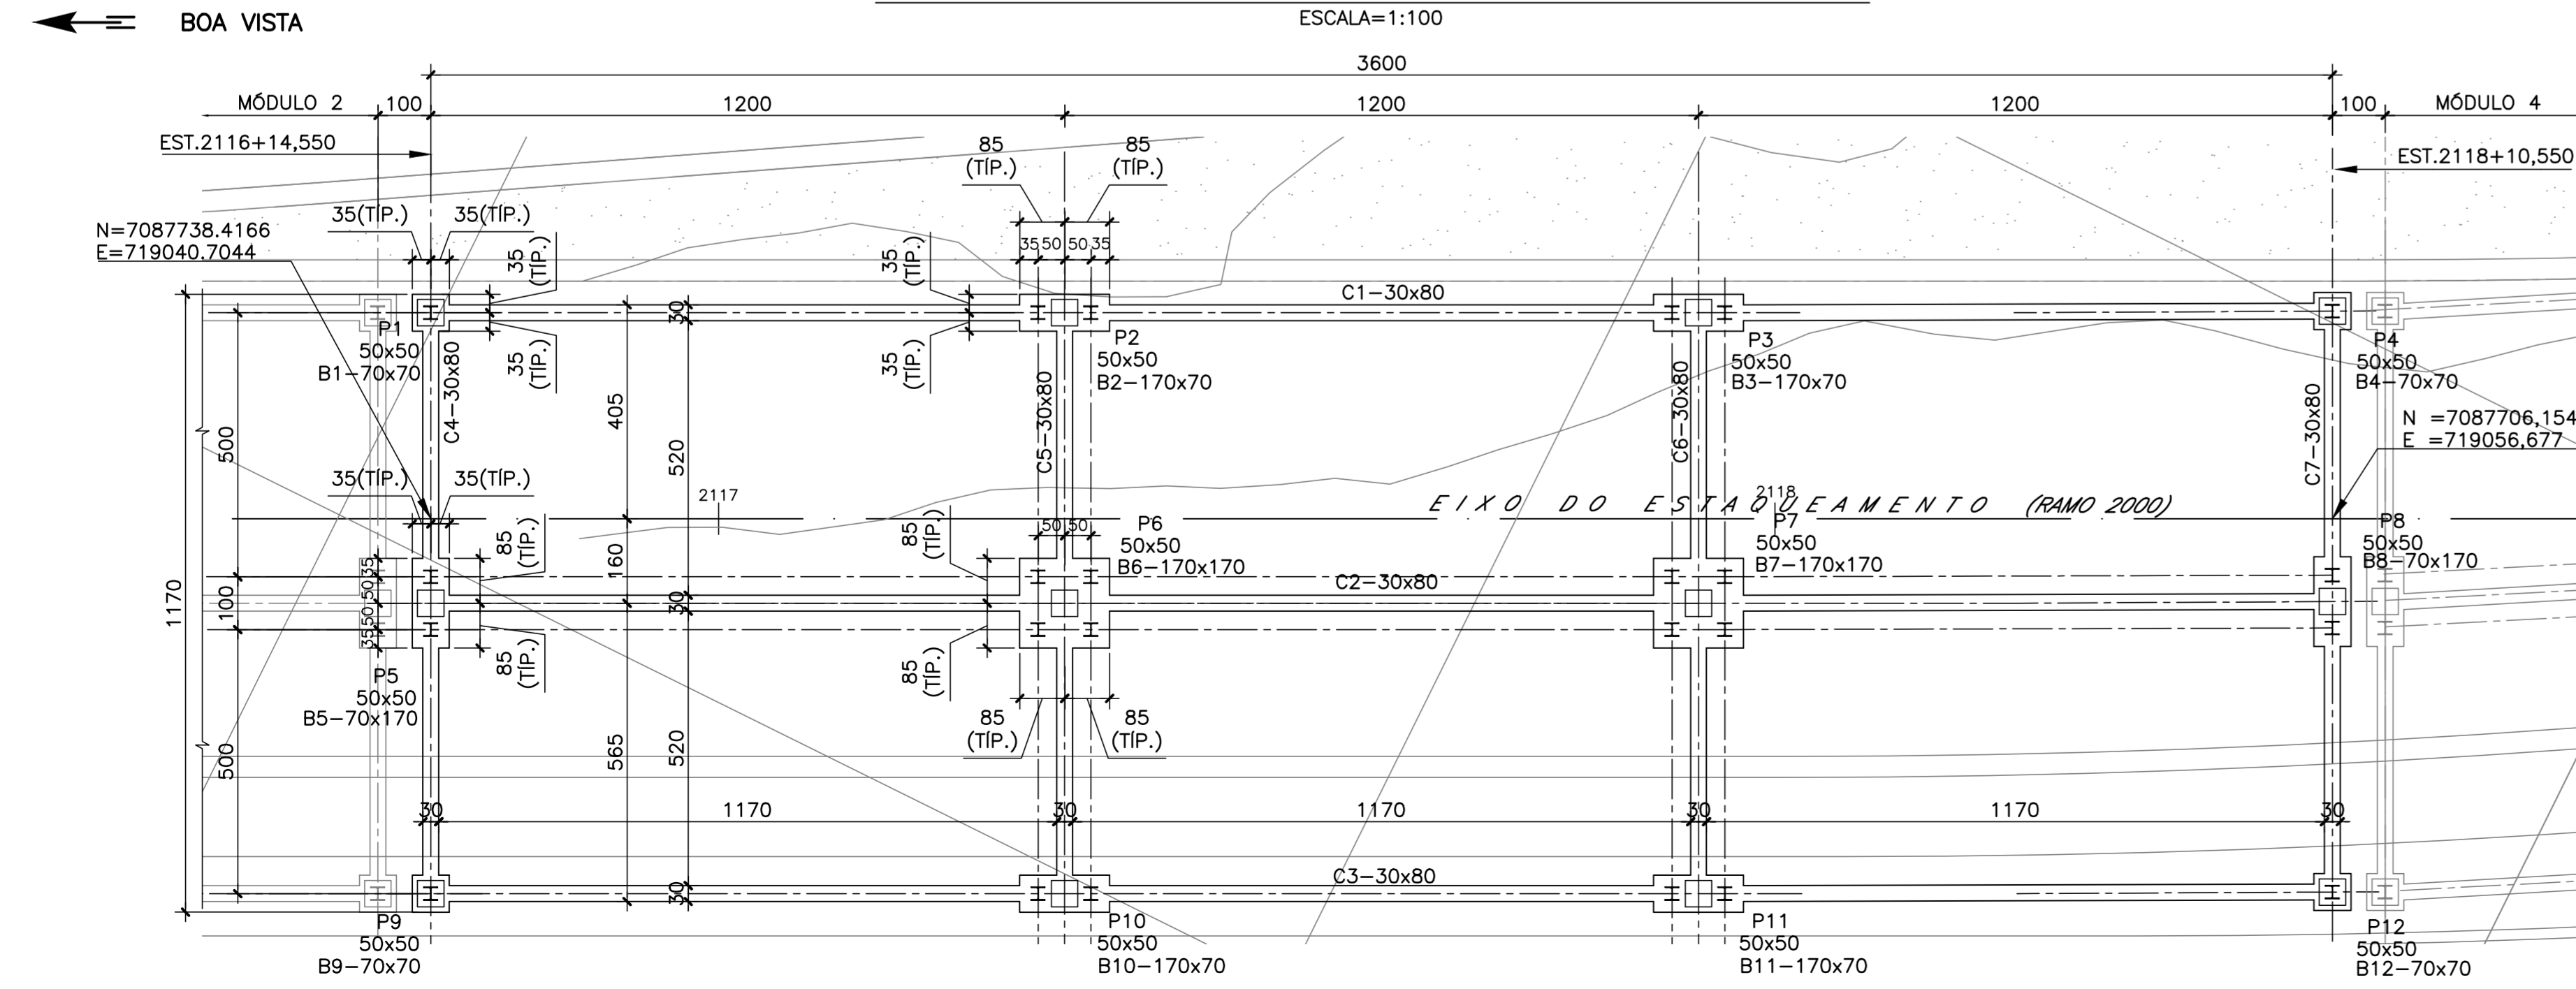 BOA VISTA
ESCALA=1:100
3600
MÓDULO 2
100
1200
1200
1200
100
MÓDULO 4
EST.2116+14,550
85
(TÍP.)
85
(TÍP.)
EST.2118+10,550
N=7087738.4166
E=719040.7044
35(TÍP.)
35(TÍP.)
35
(TÍP.)
35
(TÍP.)
35
50
50
35
C1-30x80
P1
50x50
B1-70x70
C4-30x80
35
(TÍP.)
30
35
(TÍP.)
P2
50x50
B2-170x70
C5-30x80
P3
50x50
B3-170x70
C6-30x80
P4
50x50
B4-70x70
C7-30x80
N =7087706,154
E =719056,677
500
405
520
35(TÍP.)
35(TÍP.)
2117
2118
EIXO DO ESTAQUEAMENTO (RAMO 2000)
85
(TÍP.)
85
(TÍP.)
50
50
P6
50x50
B6-170x170
P7
50x50
B7-170x170
P8
50x50
B8-70x170
1170
100
35
50
50
35
160
30
C2-30x80
85
(TÍP.)
85
(TÍP.)
P5
50x50
B5-70x170
85
(TÍP.)
85
(TÍP.)
500
565
520
30
1170
30
1170
30
1170
30
30
C3-30x80
P9
50x50
B9-70x70
P10
50x50
B10-170x70
P11
50x50
B11-170x70
P12
50x50
B12-70x70